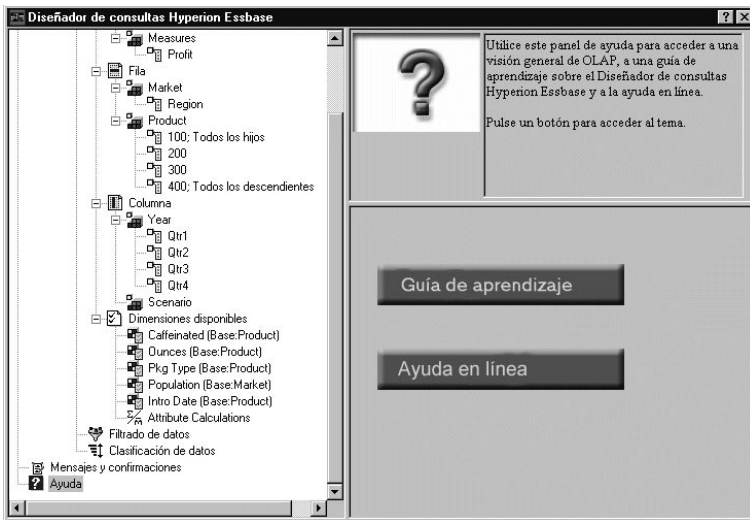 Diseñador de consultas Hyperion Essbase
Measures
Profit
Fila
Market
Region
Product
100; Todos los hijos
200
300
400; Todos los descendientes
Columna
Year
Qtr1
Qtr2
Qtr3
Qtr4
Scenario
Dimensiones disponibles
Caffeinated (Base:Product)
Ounces (Base:Product)
Pkg Type (Base:Product)
Population (Base:Market)
Intro Date (Base:Product)
Attribute Calculations
Filtrado de datos
Clasificación de datos
Mensajes y confirmaciones
Ayuda
Utilice este panel de ayuda para acceder a una
visión general de OLAP, a una guía de
aprendizaje sobre el Diseñador de consultas
Hyperion Essbase y a la ayuda en línea.
Pulse un botón para acceder al tema.
Guía de aprendizaje
Ayuda en línea